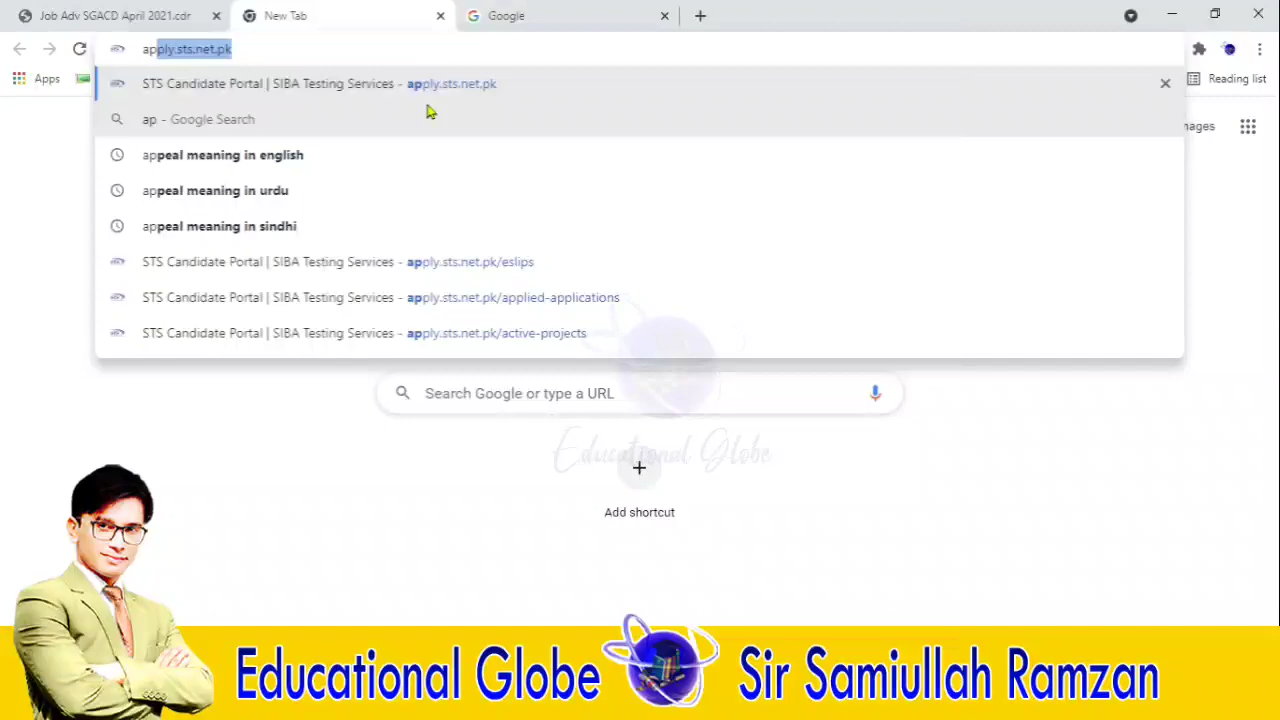 Job Adv SGACD April 2021.cdr
New Tab
Google
apply.sts.net.pk
Apps
Reading list
STS Candidate Portal | SIBA Testing Services - apply.sts.net.pk
ap - Google Search
appeal meaning in english
appeal meaning in urdu
appeal meaning in sindhi
STS Candidate Portal | SIBA Testing Services - apply.sts.net.pk/eslips
STS Candidate Portal | SIBA Testing Services - apply.sts.net.pk/applied-applications
STS Candidate Portal | SIBA Testing Services - apply.sts.net.pk/active-projects
nages
Search Google or type a URL
Educational Globe
Add shortcut
Educational Globe Sir Samiullah Ramzan